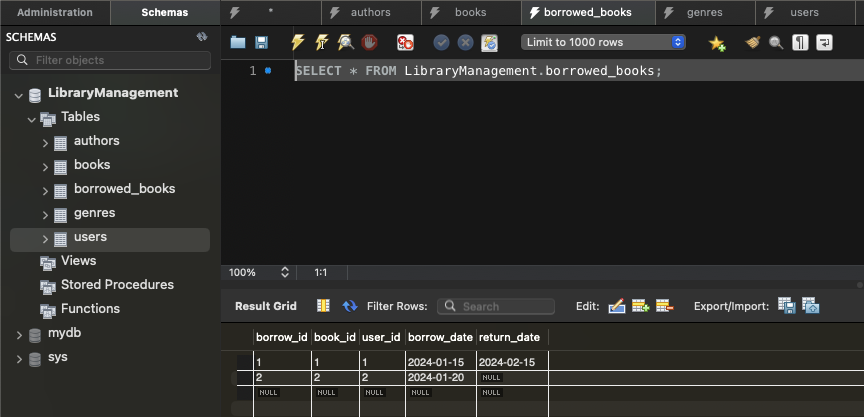 Administration Schemas * authors books borrowed_books genres users
SCHEMAS
Filter objects
Limit to 1000 rows
1 SELECT * FROM LibraryManagement.borrowed_books;
LibraryManagement
Tables
authors
books
borrowed_books
genres
users
Views
Stored Procedures
Functions
mydb
sys
100% 1:1
Result Grid Filter Rows: Search Edit: Export/Import:
borrow_id book_id user_id borrow_date return_date
1 1 1 2024-01-15 2024-02-15
2 2 2 2024-01-20 NULL
NULL NULL NULL NULL NULL